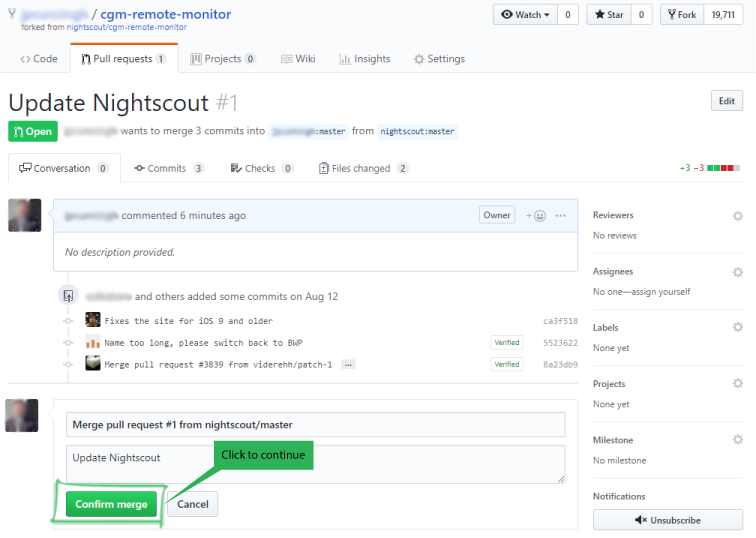 / cgm-remote-monitor
forked from nightscout/cgm-remote-monitor
Watch 0 Star 0 Fork 19,711
Code Pull requests 1 Projects 0 Wiki Insights Settings
Update Nightscout #1
Edit
Open wants to merge 3 commits into :master from nightscout:master
Conversation 0 Commits 3 Checks 0 Files changed 2
+3 −3
commented 6 minutes ago Owner + ...
No description provided.
and others added some commits on Aug 12
Fixes the site for iOS 9 and older ca3f518
Name too long, please switch back to BWP Verified 5523622
Merge pull request #3839 from viderehh/patch-1 ... Verified 8a23db9
Reviewers
No reviews
Assignees
No one—assign yourself
Labels
None yet
Projects
None yet
Milestone
No milestone
Notifications
Unsubscribe
Merge pull request #1 from nightscout/master
Update Nightscout
Click to continue
Confirm merge Cancel